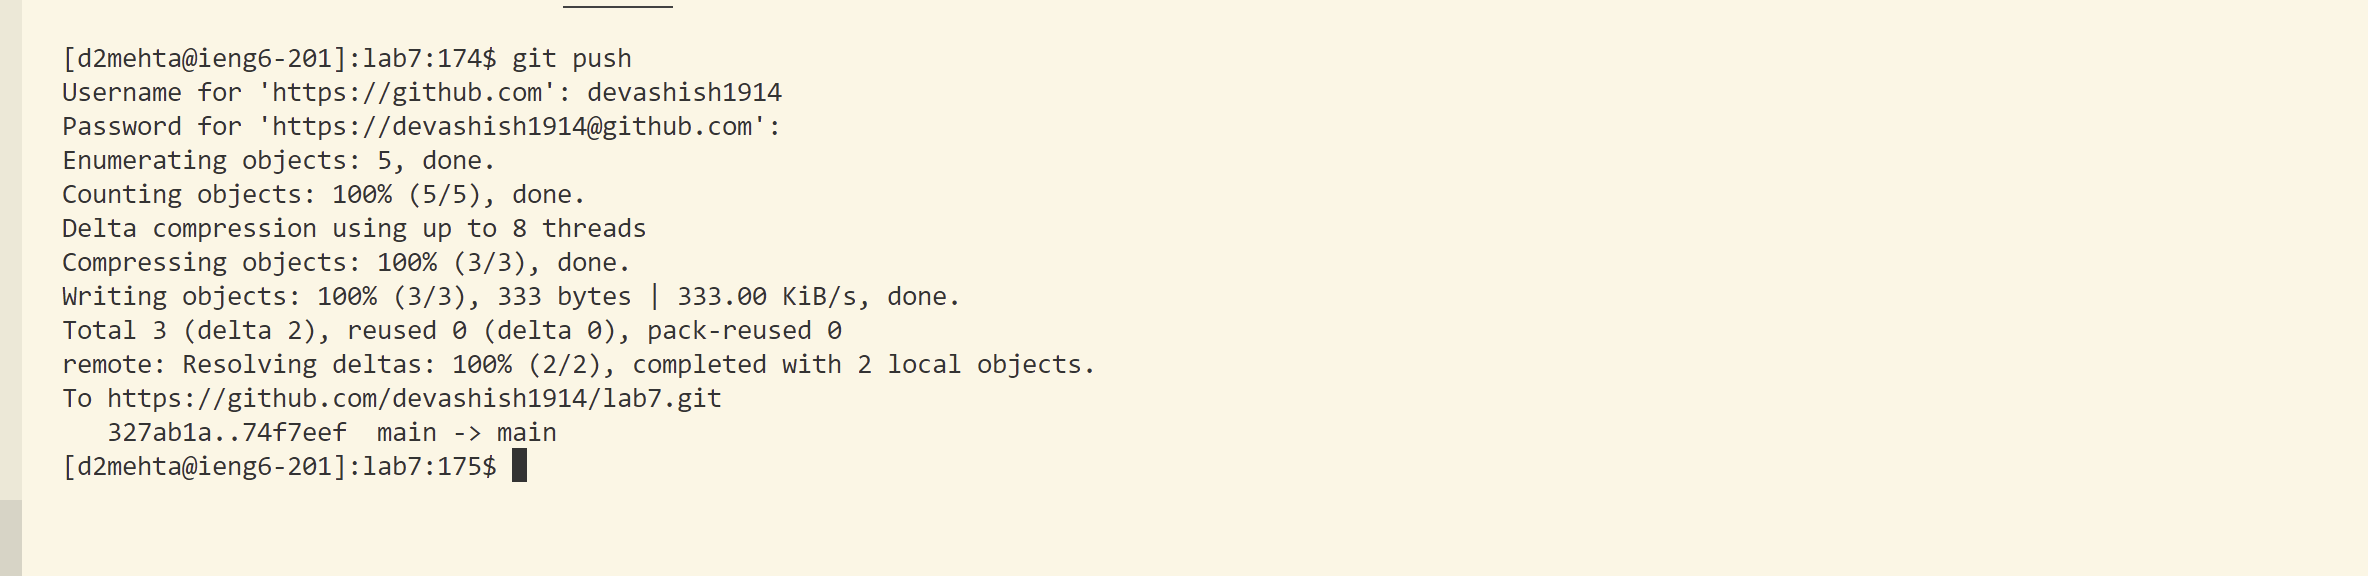 [d2mehta@ieng6-201]:lab7:174$ git push
Username for 'https://github.com': devashish1914
Password for 'https://devashish1914@github.com':
Enumerating objects: 5, done.
Counting objects: 100% (5/5), done.
Delta compression using up to 8 threads
Compressing objects: 100% (3/3), done.
Writing objects: 100% (3/3), 333 bytes | 333.00 KiB/s, done.
Total 3 (delta 2), reused 0 (delta 0), pack-reused 0
remote: Resolving deltas: 100% (2/2), completed with 2 local objects.
To https://github.com/devashish1914/lab7.git
   327ab1a..74f7eef  main -> main
[d2mehta@ieng6-201]:lab7:175$